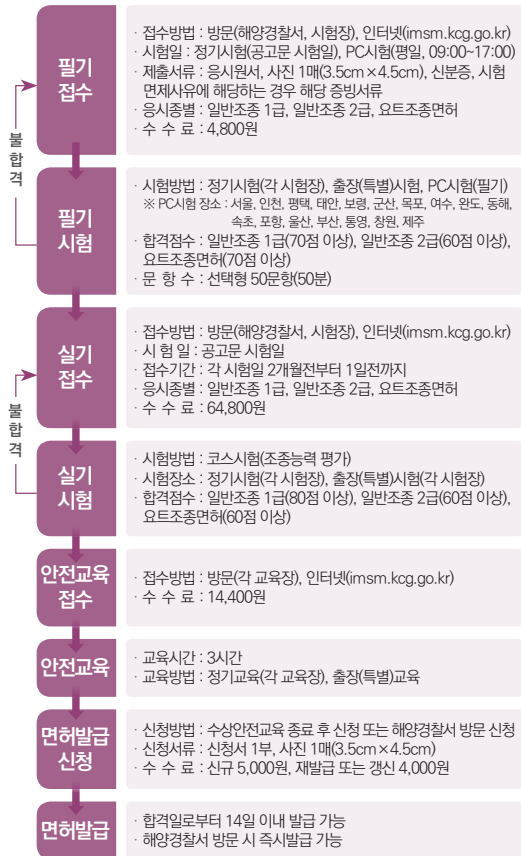 필기
접수
· 접수방법 : 방문(해양경찰서, 시험장), 인터넷(imsm.kcg.go.kr)
· 시험일 : 정기시험(공고문 시험일), PC시험(평일, 09:00~17:00)
· 제출서류 : 응시원서, 사진 1매(3.5cm×4.5cm), 신분증, 시험
면제사유에 해당하는 경우 해당 증빙서류
· 응시종별 : 일반조종 1급, 일반조종 2급, 요트조종면허
· 수 수 료 : 4,800원
불합격
필기
시험
· 시험방법 : 정기시험(각 시험장), 출장(특별)시험, PC시험(필기)
※ PC시험 장소 : 서울, 인천, 평택, 태안, 보령, 군산, 목포, 여수, 완도, 동해,
속초, 포항, 울산, 부산, 통영, 창원, 제주
· 합격점수 : 일반조종 1급(70점 이상), 일반조종 2급(60점 이상),
요트조종면허(70점 이상)
· 문 항 수 : 선택형 50문항(50분)
실기
접수
· 접수방법 : 방문(해양경찰서, 시험장), 인터넷(imsm.kcg.go.kr)
· 시 험 일 : 공고문 시험일
· 접수기간 : 각 시험일 2개월전부터 1일전까지
· 응시종별 : 일반조종 1급, 일반조종 2급, 요트조종면허
· 수 수 료 : 64,800원
불합격
실기
시험
· 시험방법 : 코스시험(조종능력 평가)
· 시험장소 : 정기시험(각 시험장), 출장(특별)시험(각 시험장)
· 합격점수 : 일반조종 1급(80점 이상), 일반조종 2급(60점 이상),
요트조종면허(60점 이상)
안전교육
접수
· 접수방법 : 방문(각 교육장), 인터넷(imsm.kcg.go.kr)
· 수 수 료 : 14,400원
안전교육
· 교육시간 : 3시간
· 교육방법 : 정기교육(각 교육장), 출장(특별)교육
면허발급
신청
· 신청방법 : 수상안전교육 종료 후 신청 또는 해양경찰서 방문 신청
· 신청서류 : 신청서 1부, 사진 1매(3.5cm×4.5cm)
· 수 수 료 : 신규 5,000원, 재발급 또는 갱신 4,000원
면허발급
· 합격일로부터 14일 이내 발급 가능
· 해양경찰서 방문 시 즉시발급 가능